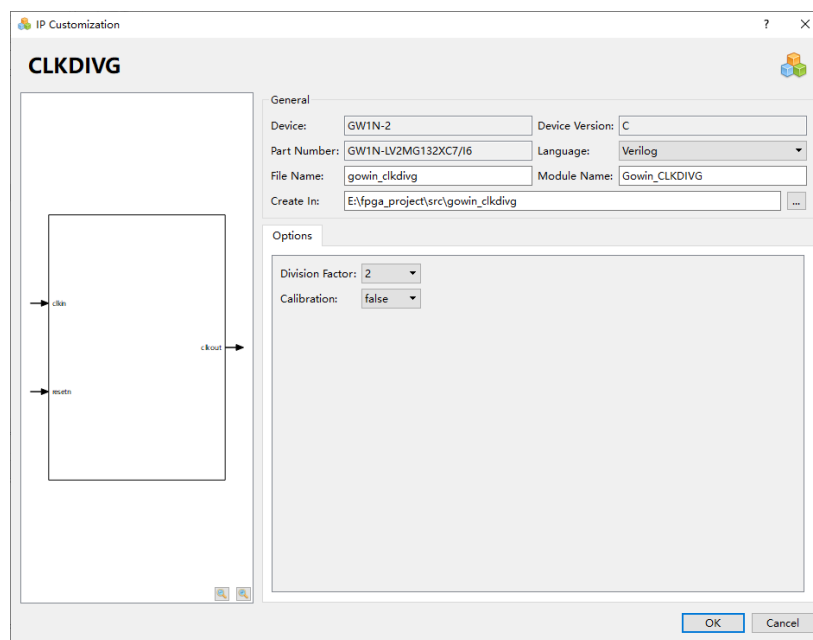 IP Customization ? ×
CLKDIVG
General
Device: GW1N-2 Device Version: C
Part Number: GW1N-LV2MG132XC7/I6 Language: Verilog
File Name: gowin_clkdivg Module Name: Gowin_CLKDIVG
Create In: E:\fpga_project\src\gowin_clkdivg ...
Options
Division Factor: 2
Calibration: false
clkin
clkout
resetn
OK Cancel